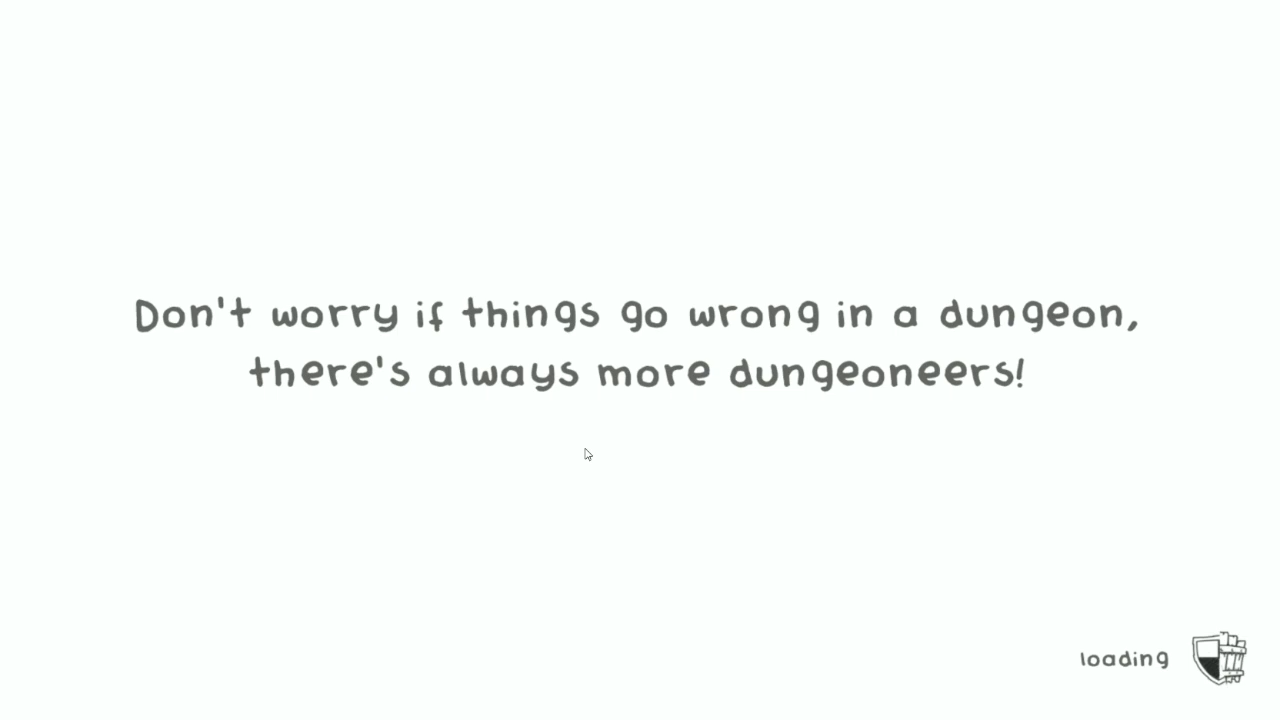 Don't worry if things go wrong in a dungeon,
there's always more dungeoneers!
loading